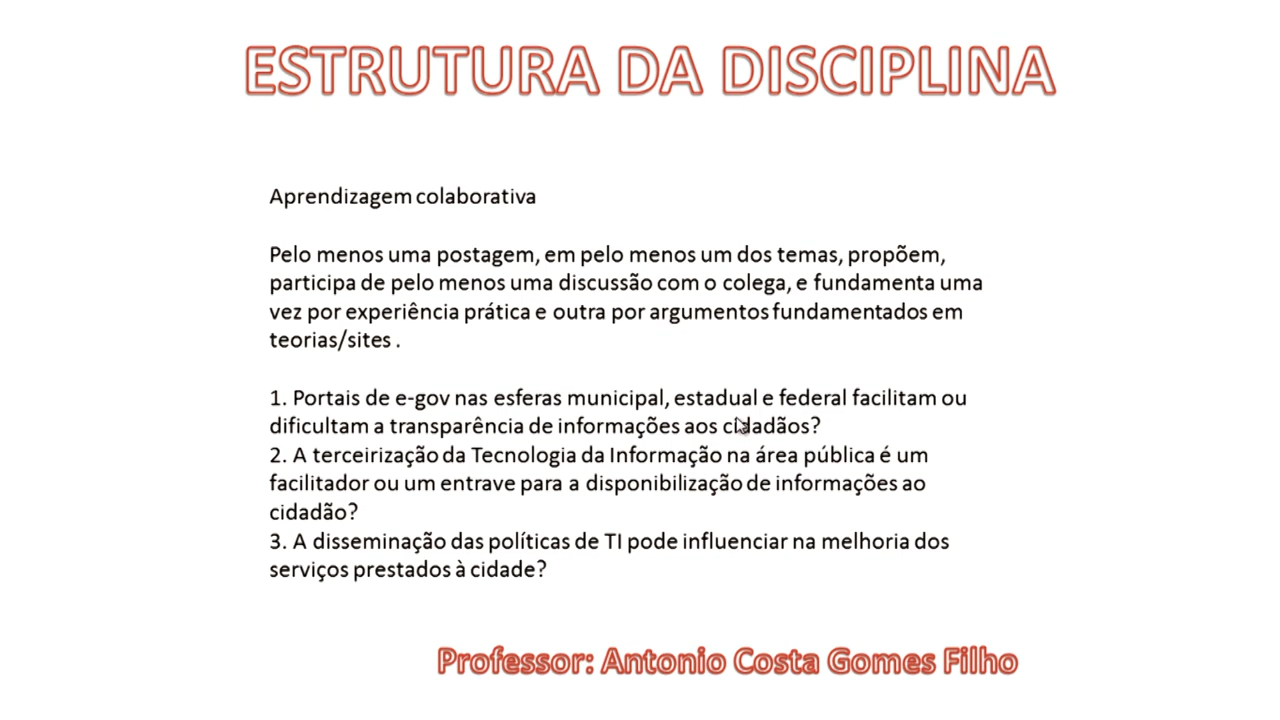 ESTRUTURA DA DISCIPLINA
Aprendizagem colaborativa
Pelo menos uma postagem, em pelo menos um dos temas, propõem,
participa de pelo menos uma discussão com o colega, e fundamenta uma
vez por experiência prática e outra por argumentos fundamentados em
teorias/sites .
1. Portais de e-gov nas esferas municipal, estadual e federal facilitam ou
dificultam a transparência de informações aos cidadãos?
2. A terceirização da Tecnologia da Informação na área pública é um
facilitador ou um entrave para a disponibilização de informações ao
cidadão?
3. A disseminação das políticas de TI pode influenciar na melhoria dos
serviços prestados à cidade?
Professor: Antonio Costa Gomes Filho